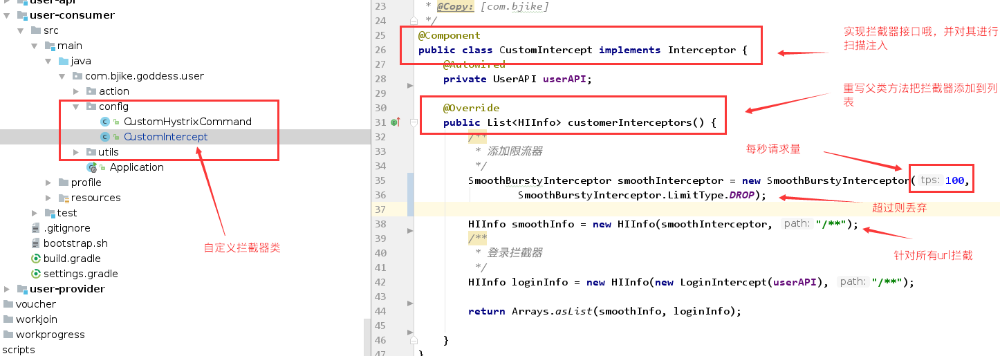 user-api
user-consumer
src
main
java
com.bjike.goddess.user
action
config
CustomHystrixCommand
CustomIntercept
utils
Application
profile
resources
test
.gitignore
bootstrap.sh
build.gradle
settings.gradle
user-provider
voucher
workjoin
workprogress
scripts
自定义拦截器类
23 * @Copy: [com.bjike]
24 */
25 @Component
26 public class CustomIntercept implements Interceptor {
27 @Autowired
28 private UserAPI userAPI;
29
30 @Override
31 public List<HIInfo> customerInterceptors() {
32 /**
33 * 添加限流器
34 */
35 SmoothBurstyInterceptor smoothInterceptor = new SmoothBurstyInterceptor( tps: 100,
36 SmoothBurstyInterceptor.LimitType.DROP);
37
38 HIInfo smoothInfo = new HIInfo(smoothInterceptor, path: "/**");
39 /**
40 * 登录拦截器
41 */
42 HIInfo loginInfo = new HIInfo(new LoginIntercept(userAPI), path: "/**");
43
44 return Arrays.asList(smoothInfo, loginInfo);
45
46 }
47 }
实现拦截器接口哦，并对其进行
扫描注入
重写父类方法把拦截器添加到列
表
每秒请求量
超过则丢弃
针对所有url拦截